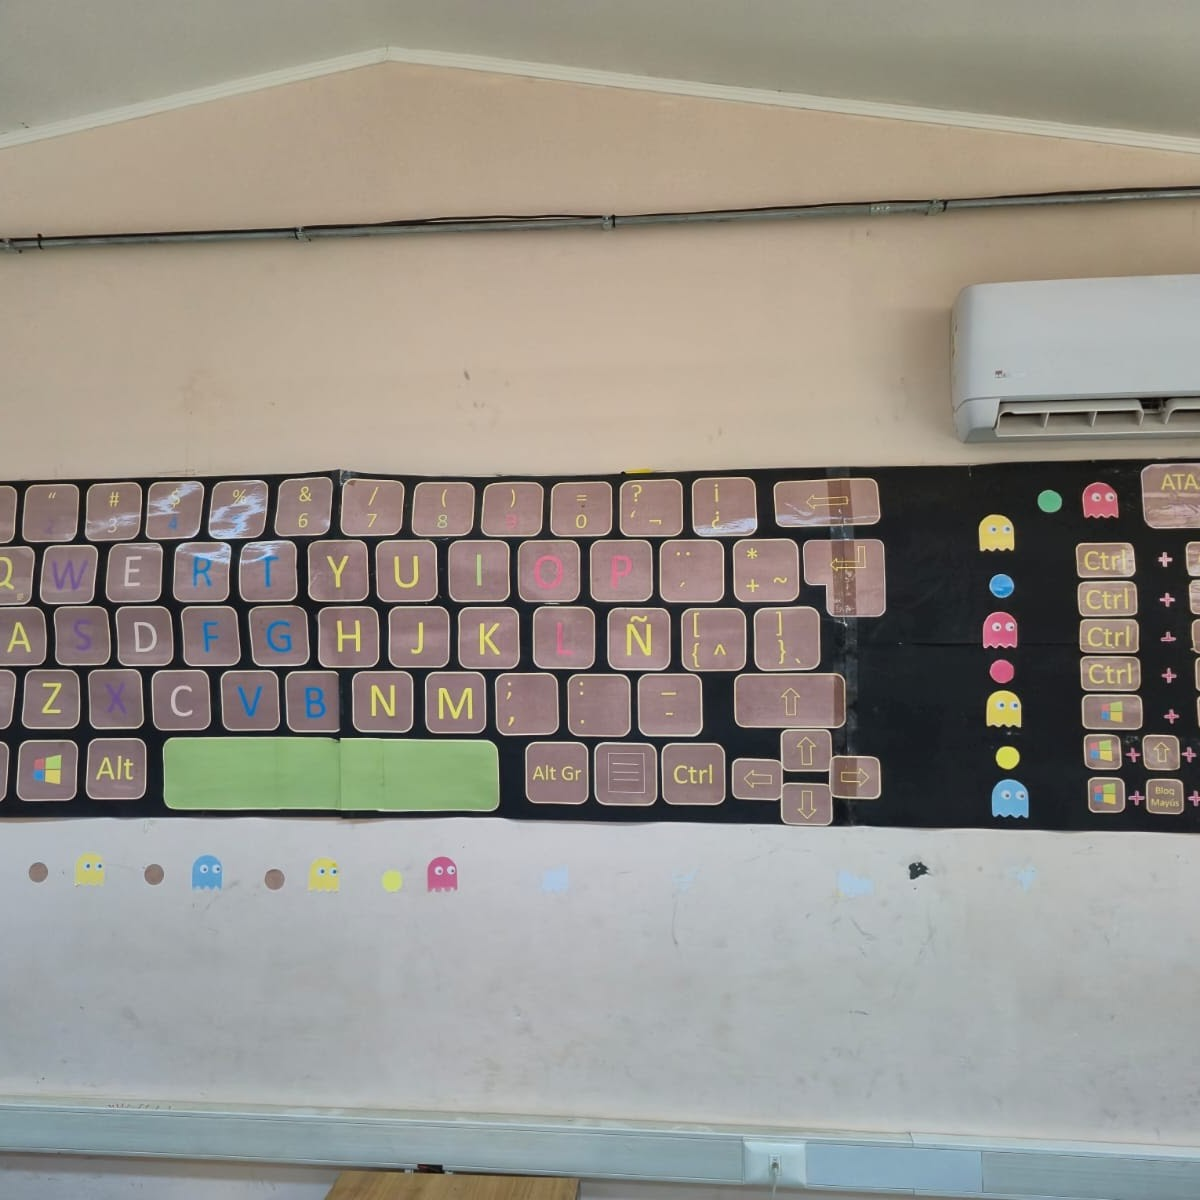 " # $ % & / ( ) = ? ¡
2 3 4 5 6 7 8 9 0 ' ¬ ¿
ATA
Q W E R T Y U I O P ¨ ´ * + ~
Ctrl +
Ctrl +
A S D F G H J K L Ñ [ { ^ ] } `
Ctrl +
Ctrl +
Z X C V B N M ; , : . _ -
+
Alt Alt Gr Ctrl
+ +
+ Bloq Mayús +